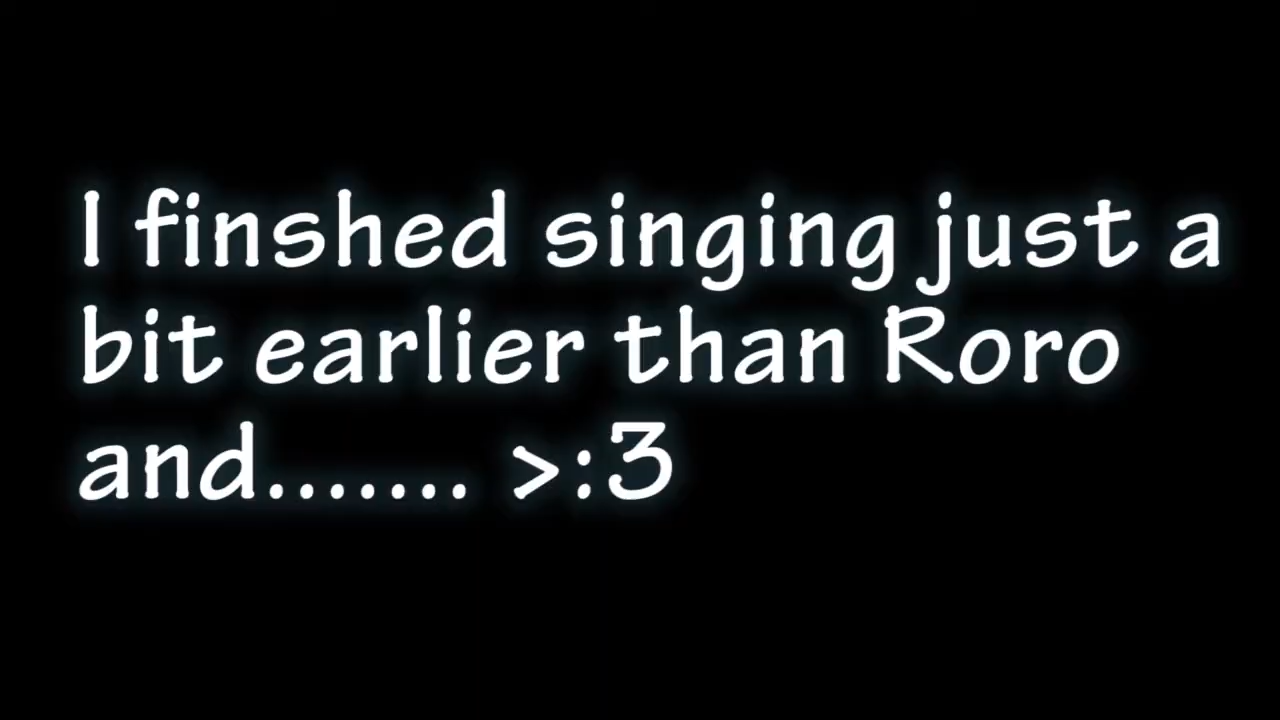 I finshed singing just a
bit earlier than Roro
and....... >:3